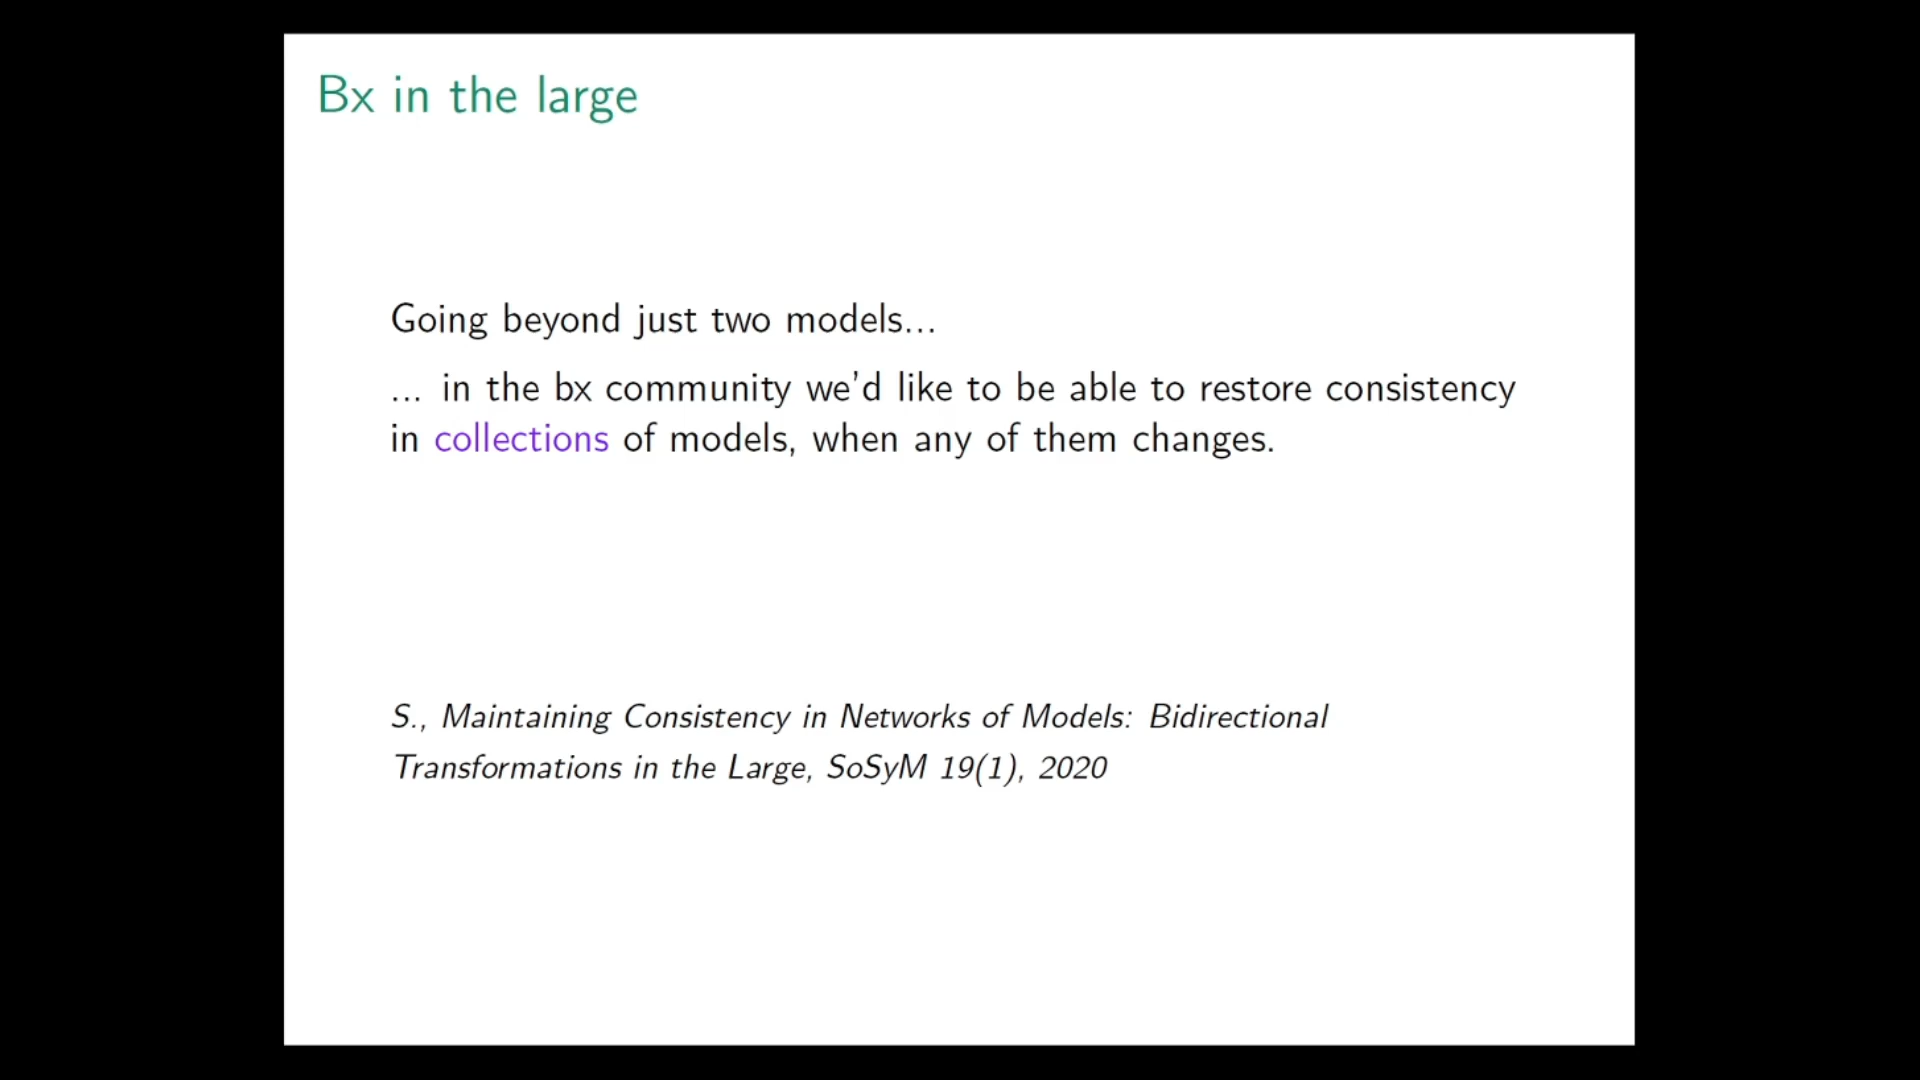 Bx in the large
Going beyond just two models...
... in the bx community we'd like to be able to restore consistency
in collections of models, when any of them changes.
S., Maintaining Consistency in Networks of Models: Bidirectional
Transformations in the Large, SoSyM 19(1), 2020